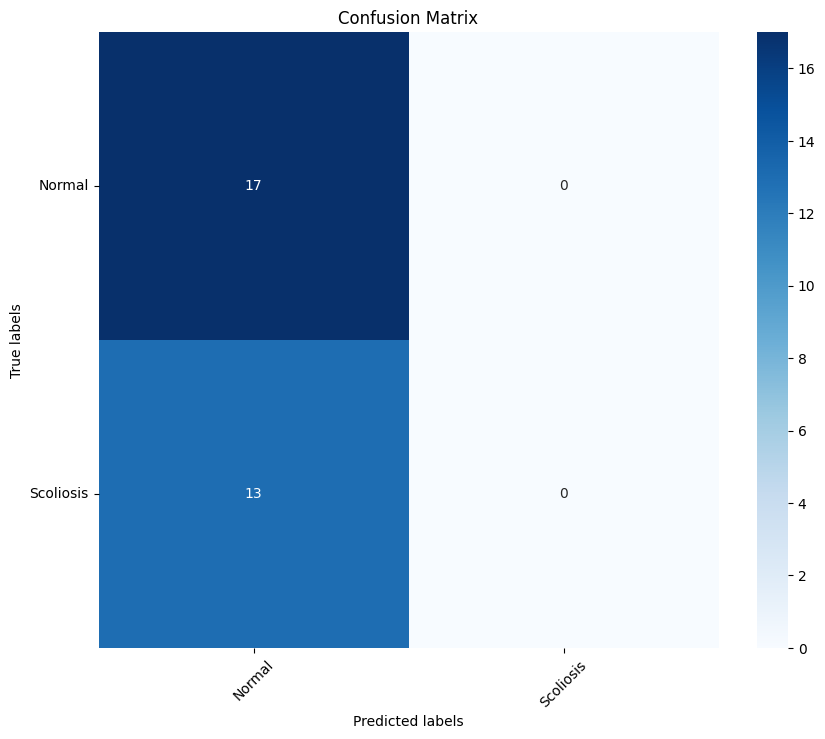 Confusion Matrix
True labels
Normal
17
0
Scoliosis
13
0
Normal
Scoliosis
Predicted labels
16
14
12
10
8
6
4
2
0